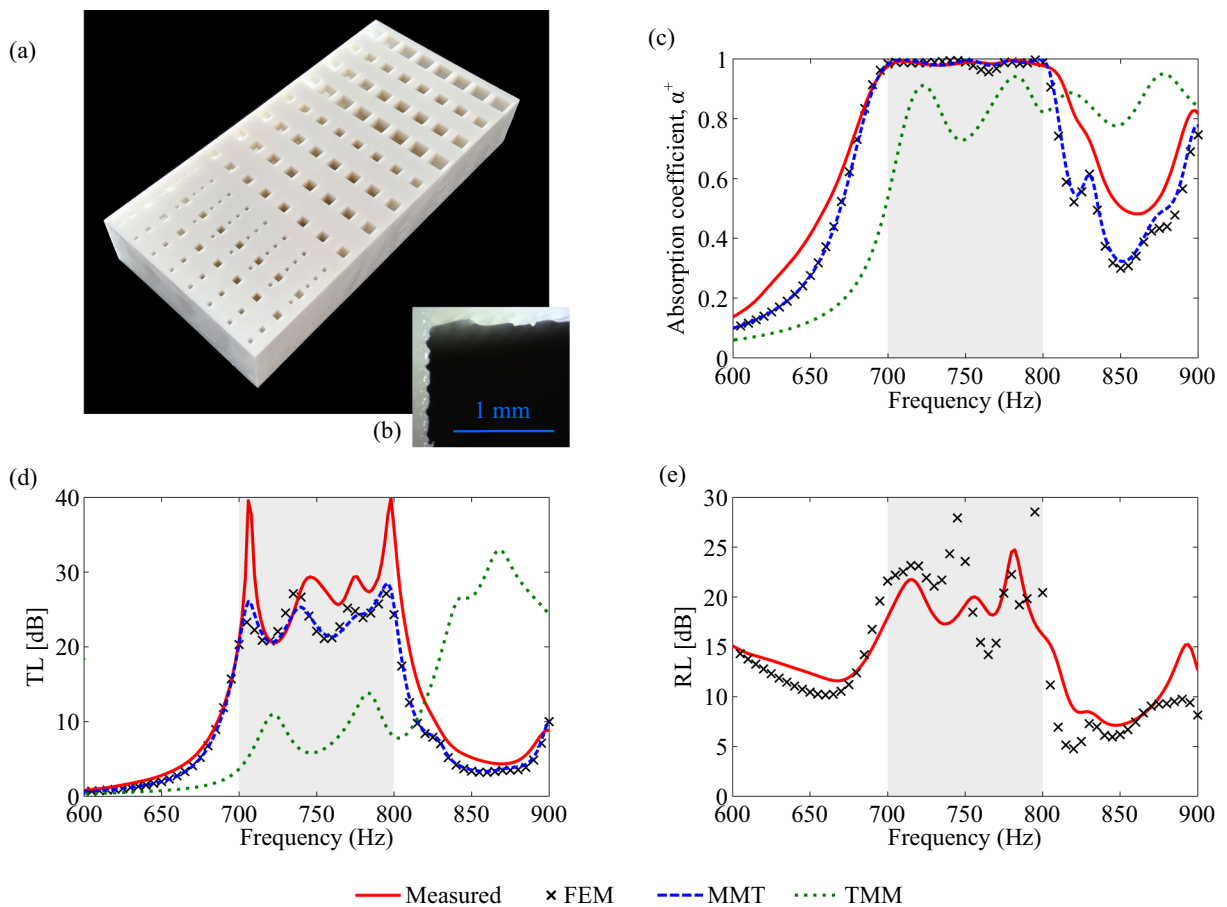 (a)
(b)
1 mm
(c)
Absorption coefficient, α⁺
1
0.8
0.6
0.4
0.2
0
600 650 700 750 800 850 900
Frequency (Hz)
(d)
TL [dB]
40
30
20
10
0
600 650 700 750 800 850 900
Frequency (Hz)
(e)
RL [dB]
30
25
20
15
10
5
0
600 650 700 750 800 850 900
Frequency (Hz)
Measured FEM MMT TMM